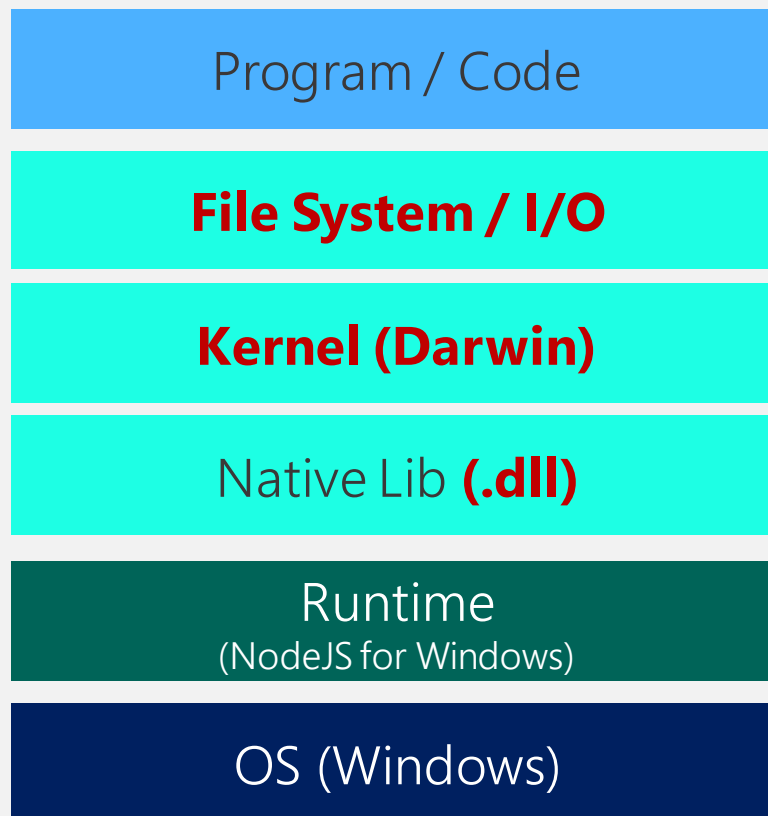 Program / Code
File System / I/O
Kernel (Darwin)
Native Lib (.dll)
Runtime
(NodeJS for Windows)
OS (Windows)